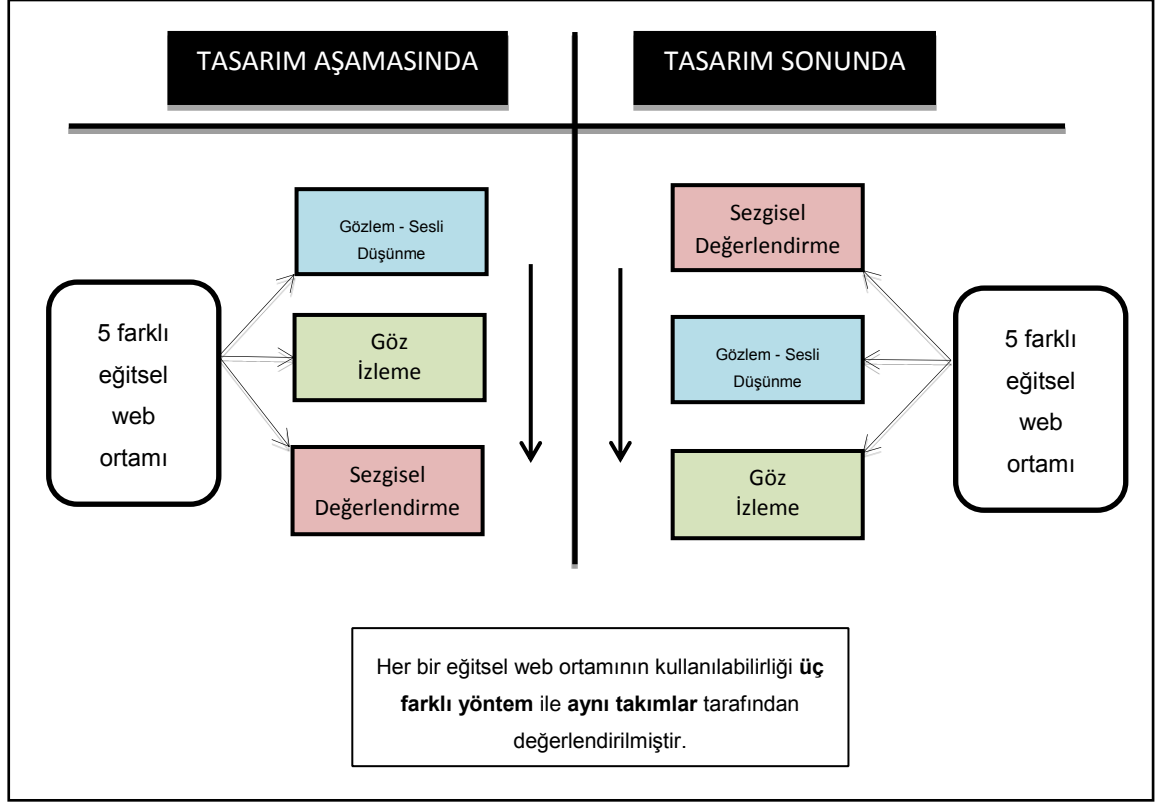 TASARIM AŞAMASINDA
TASARIM SONUNDA
Gözlem - Sesli
Düşünme
Göz
İzleme
Sezgisel
Değerlendirme
5 farklı
eğitsel
web
ortamı
Sezgisel
Değerlendirme
Gözlem - Sesli
Düşünme
Göz
İzleme
5 farklı
eğitsel
web
ortamı
Her bir eğitsel web ortamının kullanılabilirliği üç
farklı yöntem ile aynı takımlar tarafından
değerlendirilmiştir.